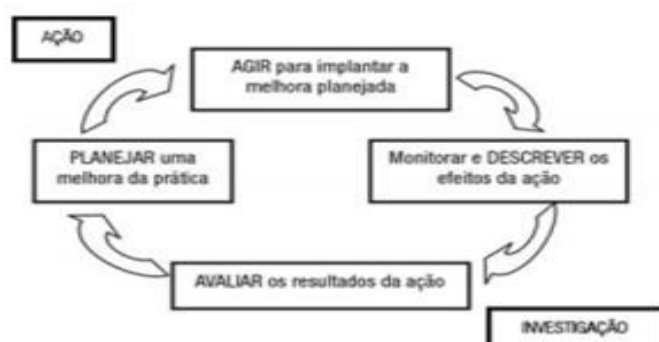 AÇÃO
AGIR para implantar a
melhora planejada
PLANEJAR uma
melhora da prática
Monitorar e DESCREVER os
efeitos da ação
AVALIAR os resultados da ação
INVESTIGAÇÃO